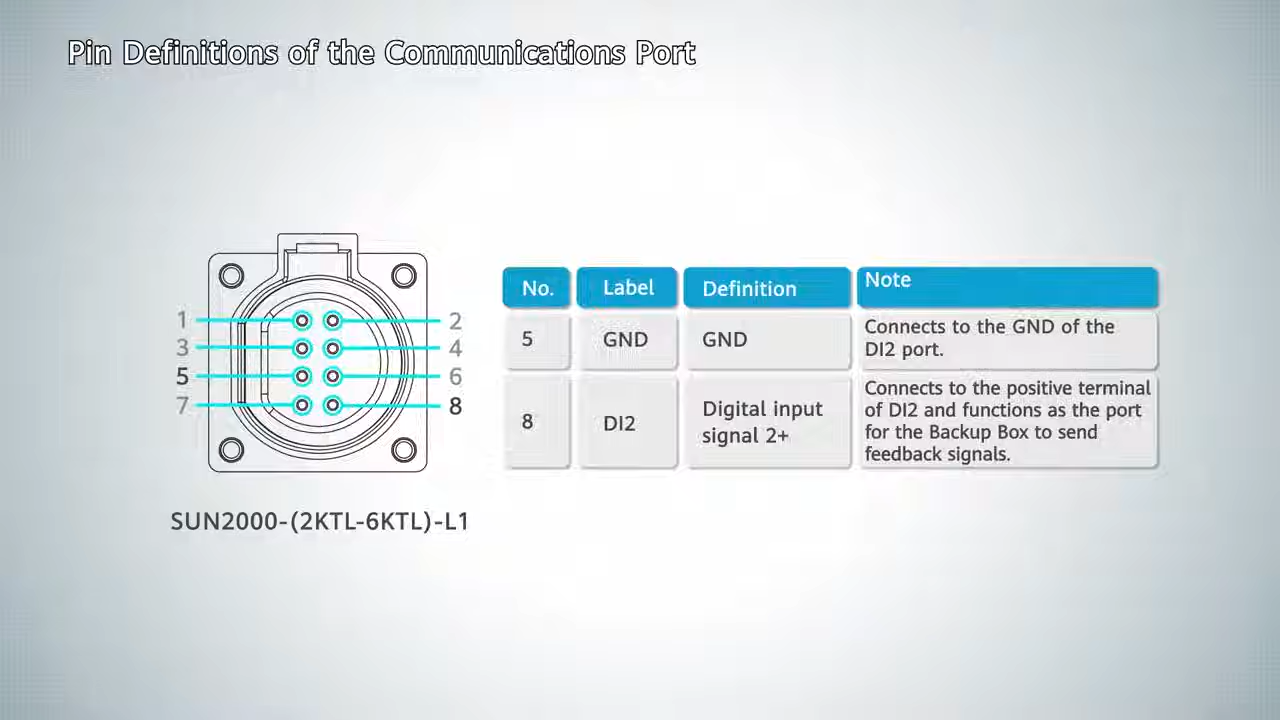 Pin Definitions of the Communications Port
1
2
3
4
5
6
7
8
SUN2000-(2KTL-6KTL)-L1
No. Label Definition Note
5 GND GND Connects to the GND of the
DI2 port.
8 DI2 Digital input
signal 2+
Connects to the positive terminal
of DI2 and functions as the port
for the Backup Box to send
feedback signals.